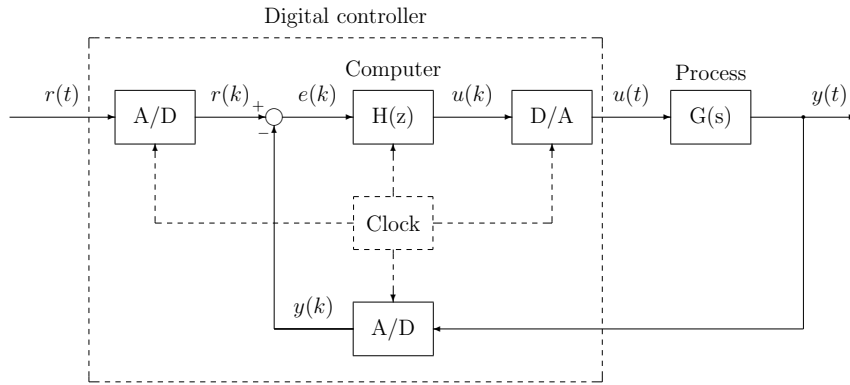 Digital controller
Computer
Process
r(t)
A/D
r(k)
+
−
e(k)
H(z)
u(k)
D/A
u(t)
G(s)
y(t)
Clock
y(k)
A/D